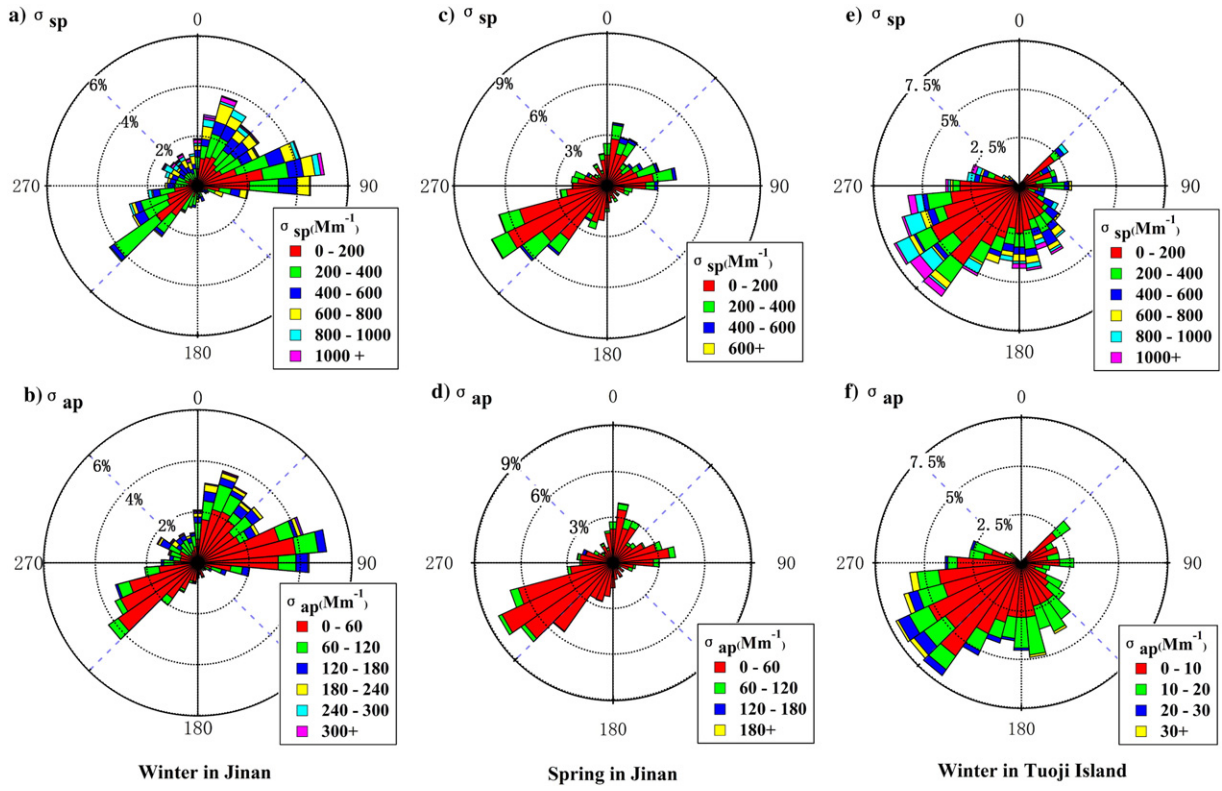 a) σ sp
0
6%
4%
2%
270
90
180
σ sp(Mm-1)
0 - 200
200 - 400
400 - 600
600 - 800
800 - 1000
1000 +
c) σ sp
0
9%
6%
3%
270
90
180
σ sp(Mm-1)
0 - 200
200 - 400
400 - 600
600+
e) σ sp
0
7.5%
5%
2.5%
270
90
180
σ sp(Mm-1)
0 - 200
200 - 400
400 - 600
600 - 800
800 - 1000
1000+
b) σ ap
0
6%
4%
2%
270
90
180
σ ap(Mm-1)
0 - 60
60 - 120
120 - 180
180 - 240
240 - 300
300+
Winter in Jinan
d) σ ap
0
9%
6%
3%
270
90
180
σ ap(Mm-1)
0 - 60
60 - 120
120 - 180
180+
Spring in Jinan
f) σ ap
0
7.5%
5%
2.5%
270
90
180
σ ap(Mm-1)
0 - 10
10 - 20
20 - 30
30+
Winter in Tuoji Island